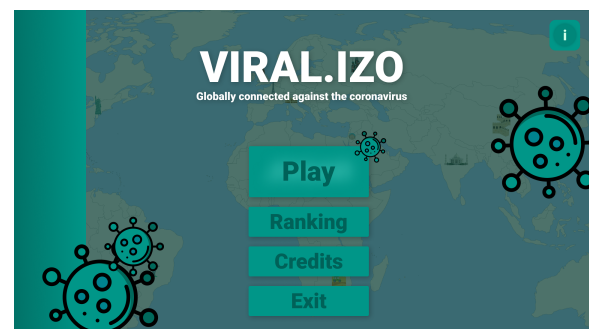 i
VIRAL.IZO
Globally connected against the coronavirus
Play
Ranking
Credits
Exit